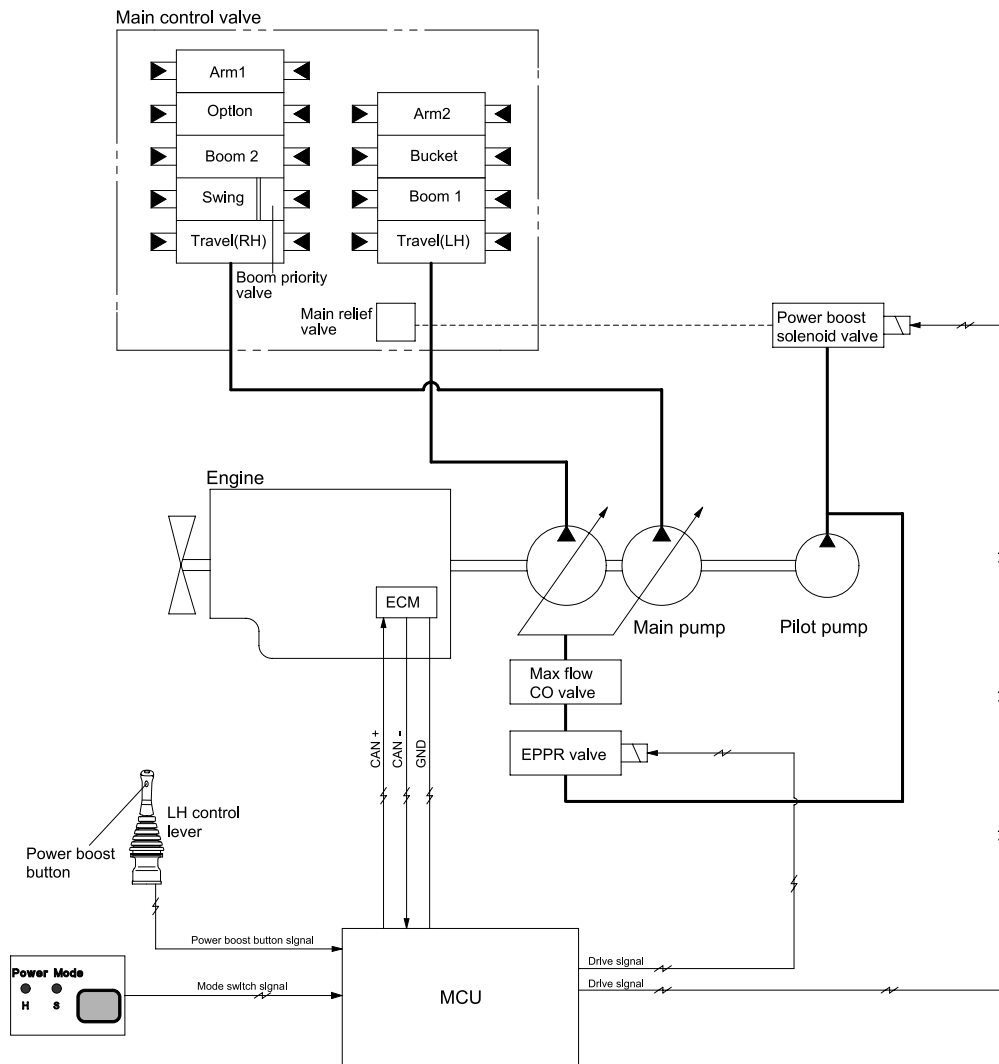 Main control valve
Arm1
Option
Boom 2
Swing
Travel(RH)
Boom priority
valve
Arm2
Bucket
Boom 1
Travel(LH)
Main relief
valve
Power boost
solenoid valve
Engine
ECM
Main pump
Pilot pump
Max flow
CO valve
EPPR valve
CAN +
CAN -
GND
LH control
lever
Power boost
button
Power boost button signal
Power Mode
H S
Mode switch signal
MCU
Drive signal
Drive signal